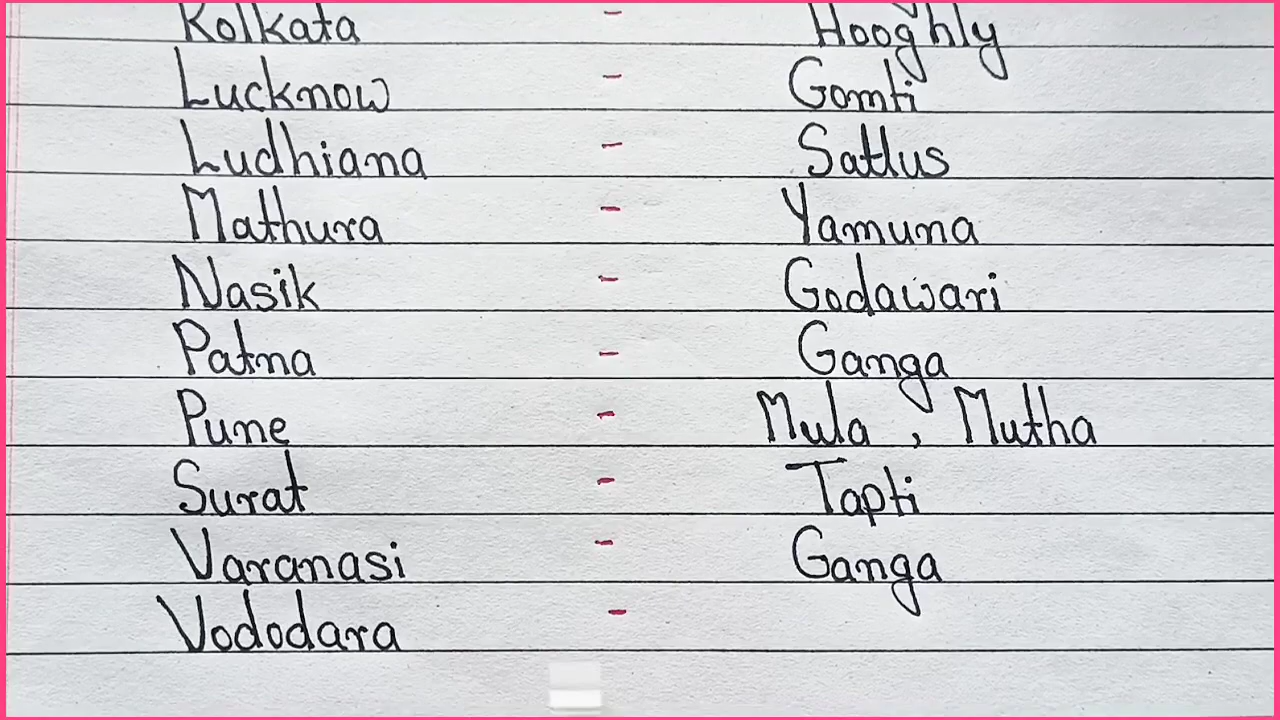 Kolkata - Hooghly
Lucknow - Gomti
Ludhiana - Satlus
Mathura - Yamuna
Nasik - Godawari
Patna - Ganga
Pune - Mula , Mutha
Surat - Tapti
Varanasi - Ganga
Vododara -